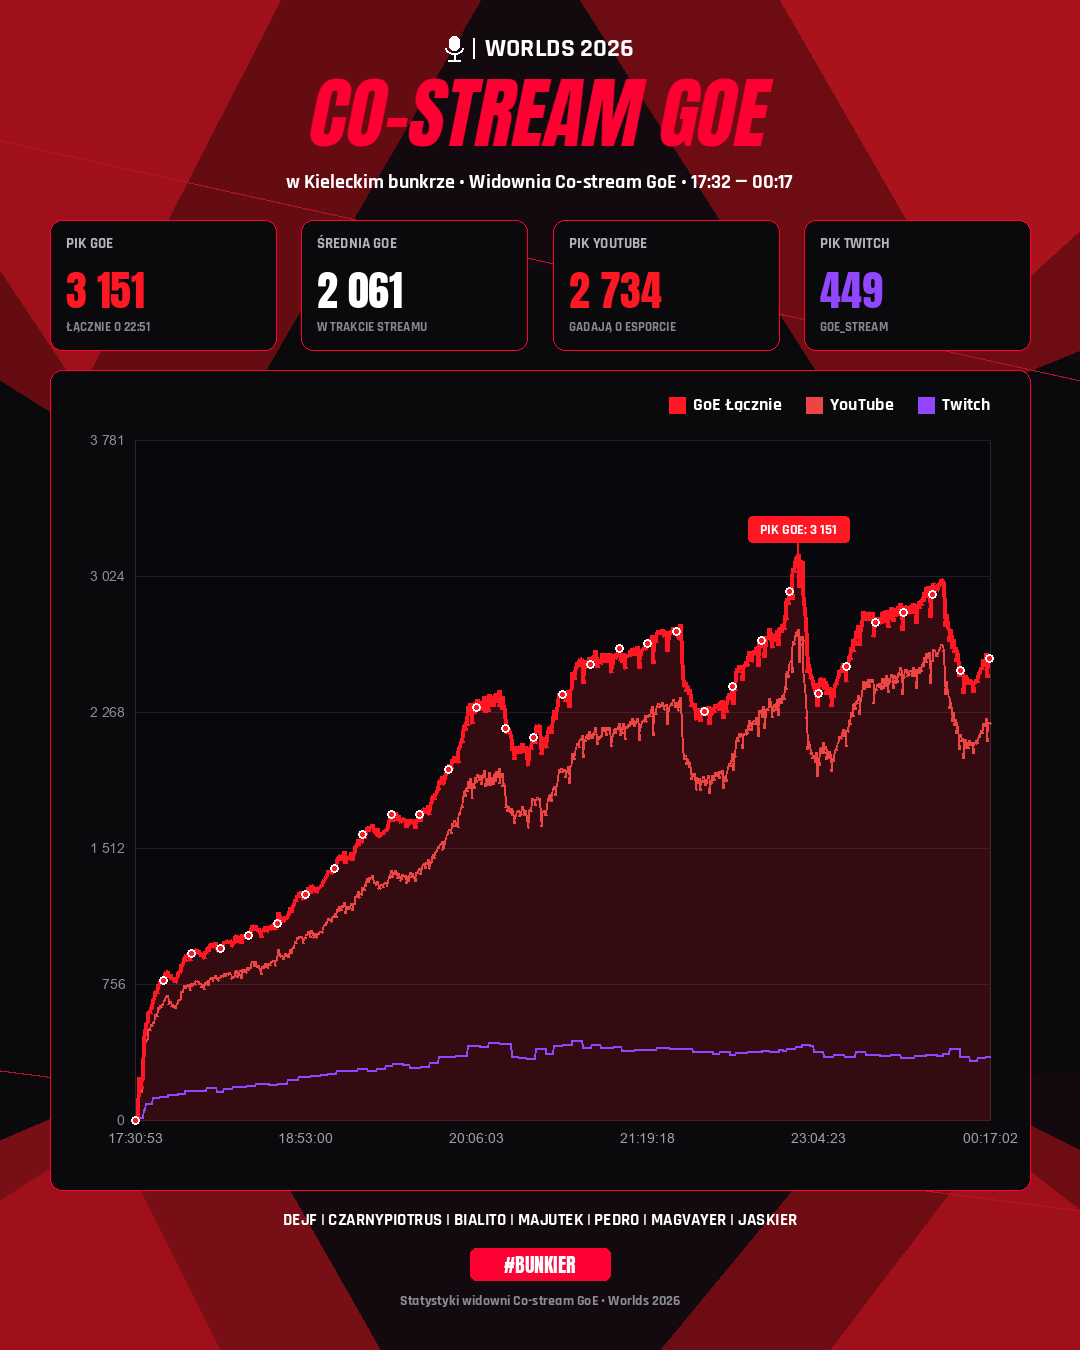 | WORLDS 2026
CO-STREAM GOE
w Kieleckim bunkrze • Widownia Co-stream GoE • 17:32 — 00:17
PIK GOE
3 151
ŁĄCZNIE O 22:51
ŚREDNIA GOE
2 061
W TRAKCIE STREAMU
PIK YOUTUBE
2 734
GADAJĄ O ESPORCIE
PIK TWITCH
449
GOE_STREAM
GoE Łącznie
YouTube
Twitch
3 781
3 024
2 268
1 512
756
0
PIK GOE: 3 151
17:30:53
18:53:00
20:06:03
21:19:18
23:04:23
00:17:02
DEJF | CZARNYPIOTRUS | BIALITO | MAJUTEK | PEDRO | MAGVAYER | JASKIER
#BUNKIER
Statystyki widowni Co-stream GoE • Worlds 2026